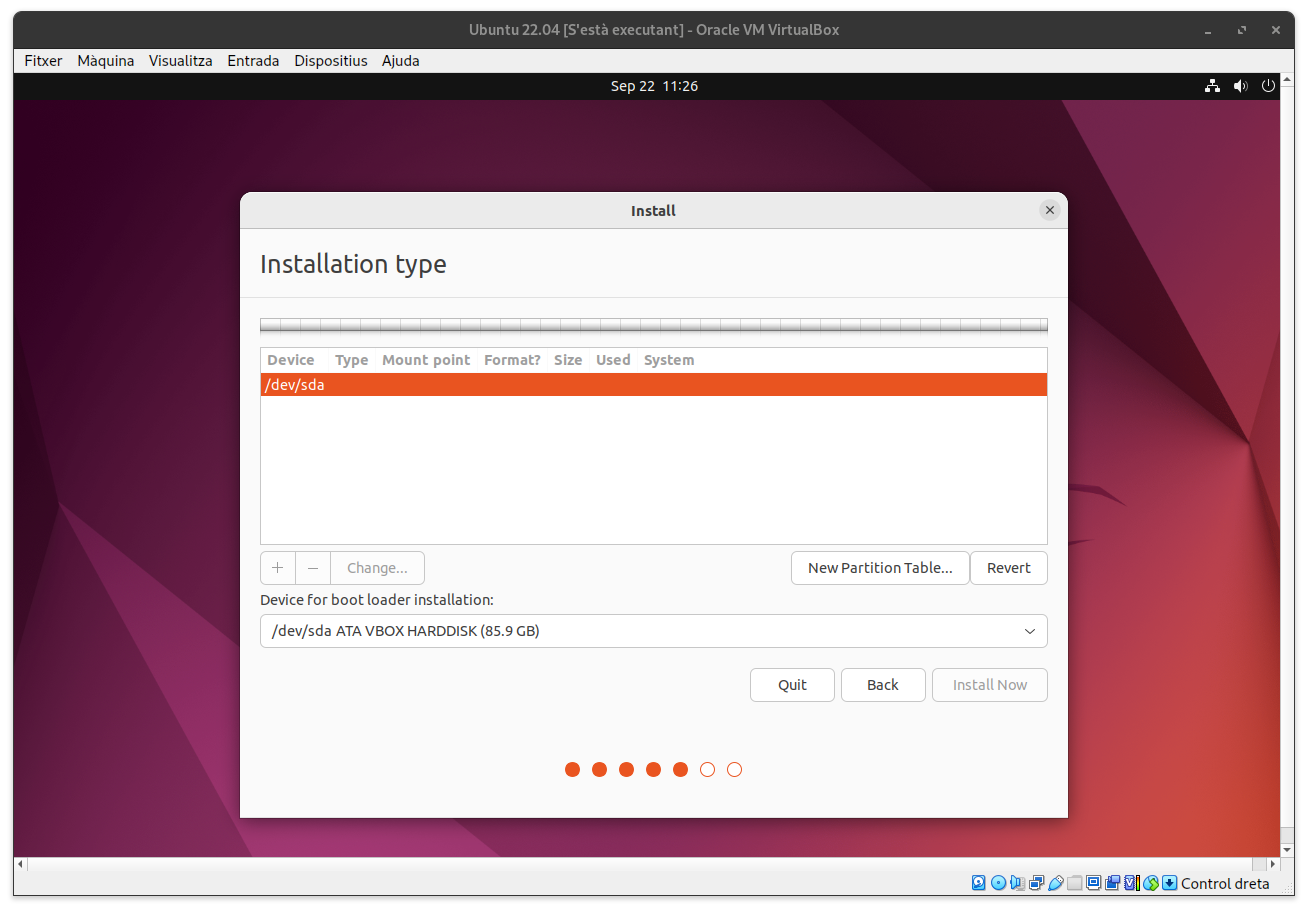 Ubuntu 22.04 [S'està executant] - Oracle VM VirtualBox
Fitxer Màquina Visualitza Entrada Dispositius Ajuda
Sep 22 11:26
Install
Installation type
Device Type Mount point Format? Size Used System
/dev/sda
+ − Change... New Partition Table... Revert
Device for boot loader installation:
/dev/sda ATA VBOX HARDDISK (85.9 GB)
Quit Back Install Now
Control dreta